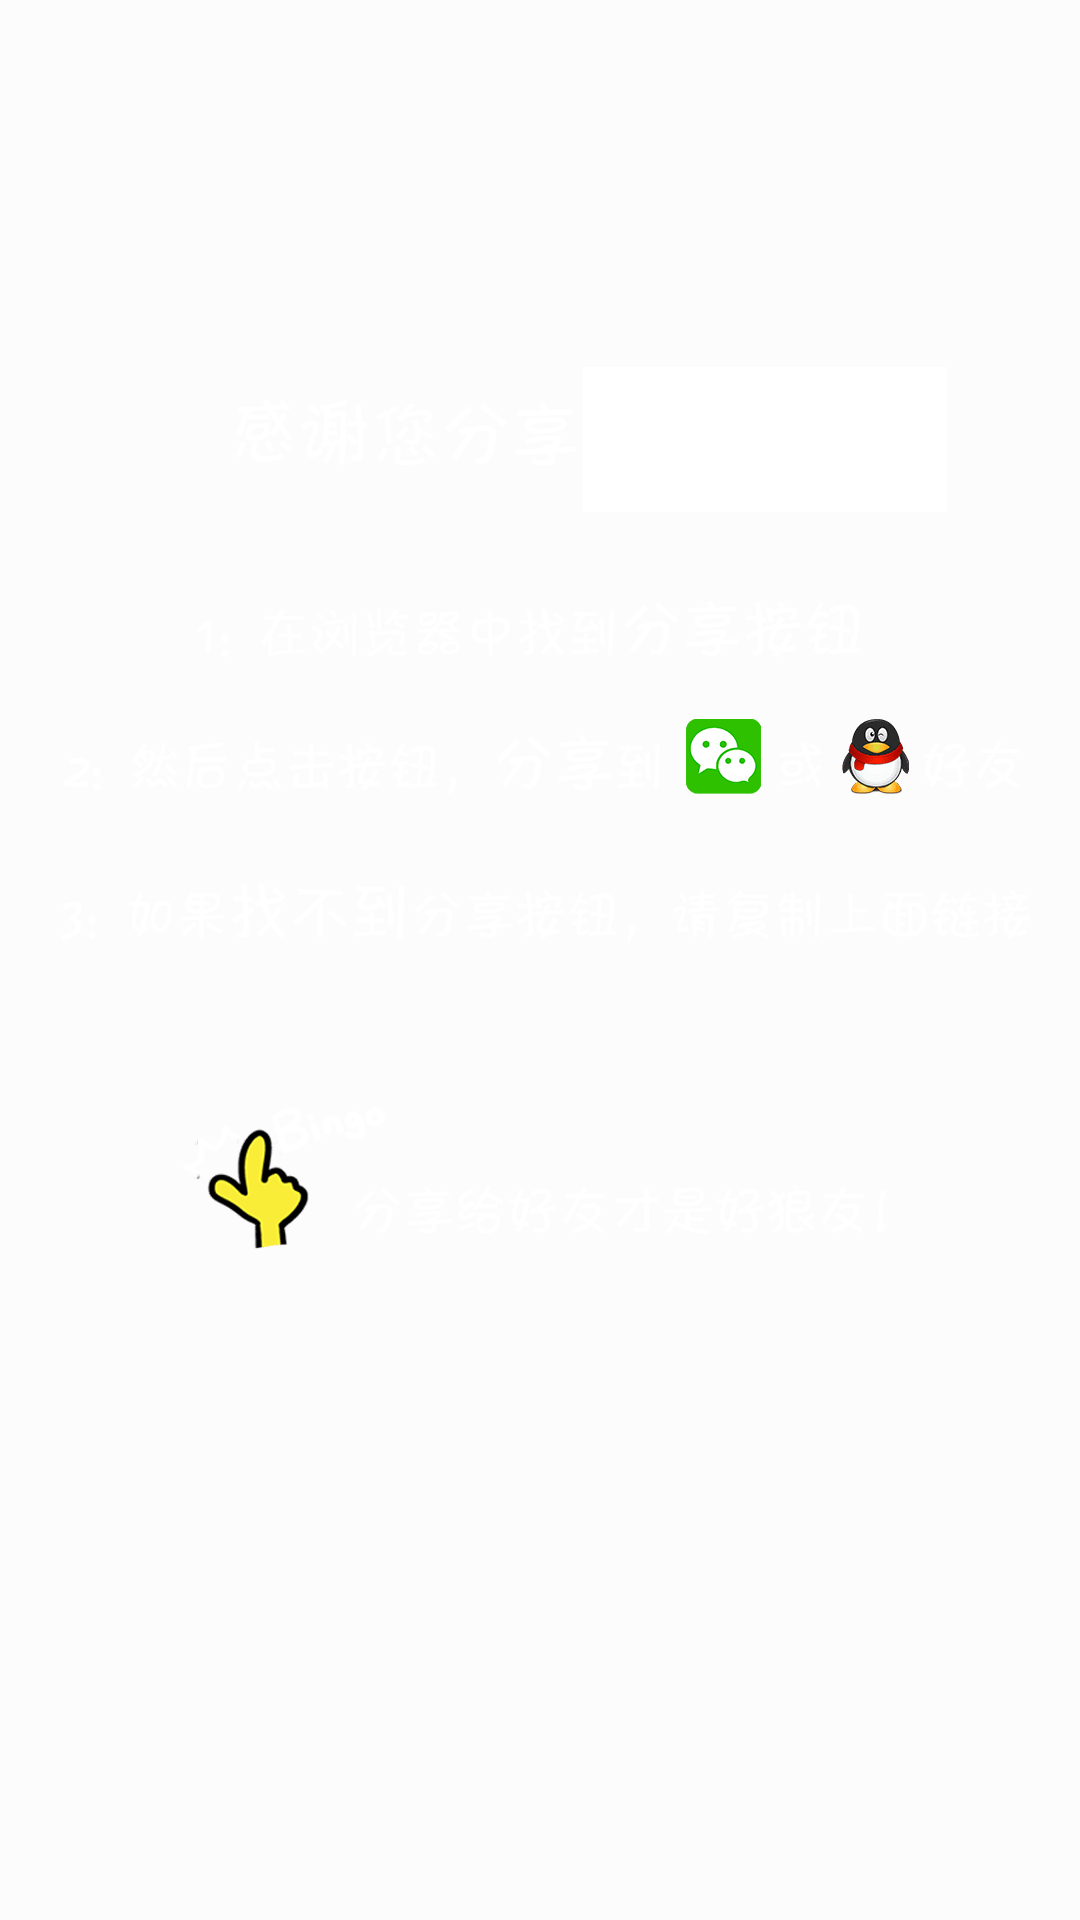 感谢您分享
1: 在浏览器中找到分享按钮
2: 然后点击按钮，分享到 或 好友
3: 如果找不到分享按钮，请复制上面链接
Bingo
分享给好友才是好狼友!